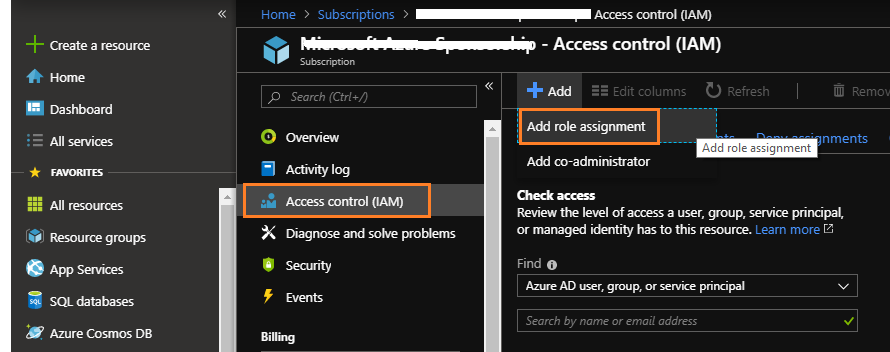 Home > Subscriptions > Access control (IAM)
Microsoft Azure Sponsorship - Access control (IAM)
Subscription
Create a resource
Home
Dashboard
All services
FAVORITES
All resources
Resource groups
App Services
SQL databases
Azure Cosmos DB
Search (Ctrl+/)
Overview
Activity log
Access control (IAM)
Diagnose and solve problems
Security
Events
Billing
Add
Edit columns
Refresh
Remov
Add role assignment
Deny assignments
Add role assignment
Add co-administrator
Check access
Review the level of access a user, group, service principal,
or managed identity has to this resource. Learn more
Find
Azure AD user, group, or service principal
Search by name or email address